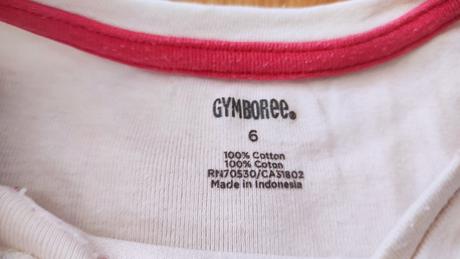 GYMBOREE.
6
100% Cotton
100% Coton
RN70530/CA31802
Made in Indonesia